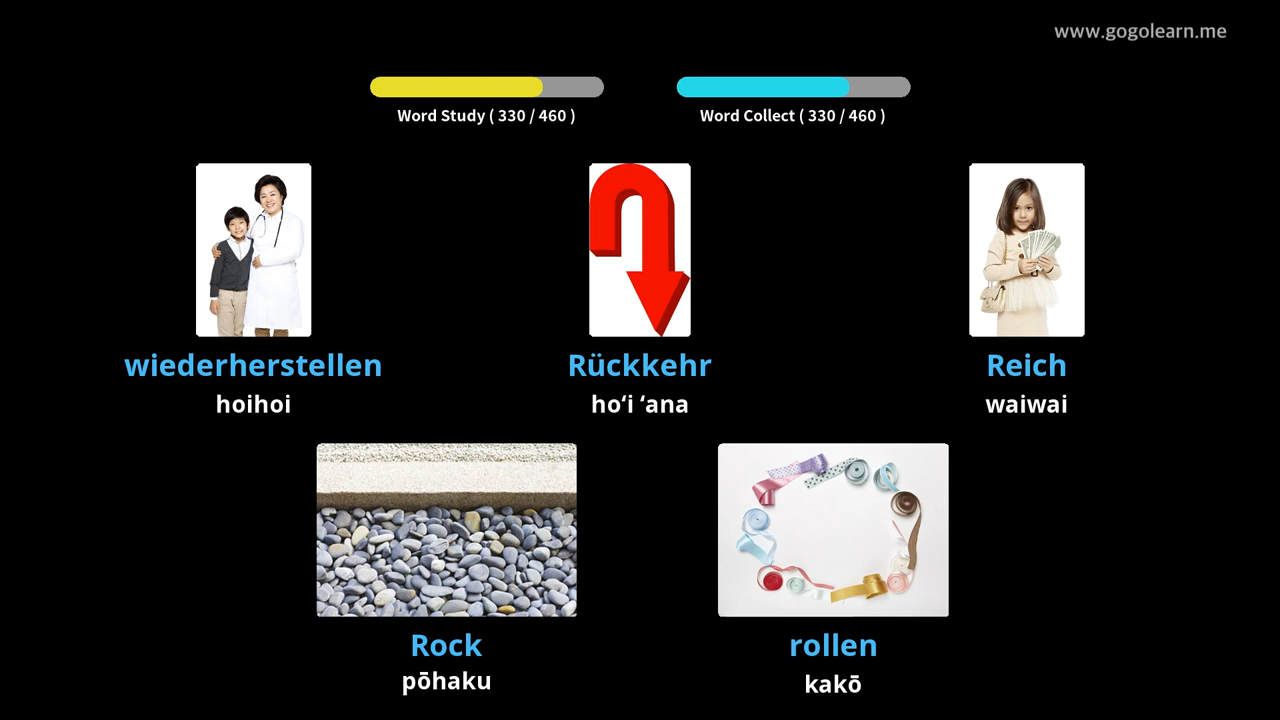 www.gogolearn.me
Word Study ( 330 / 460 )
Word Collect ( 330 / 460 )
wiederherstellen
hoihoi
Rückkehr
ho‘i ‘ana
Reich
waiwai
Rock
pōhaku
rollen
kakō